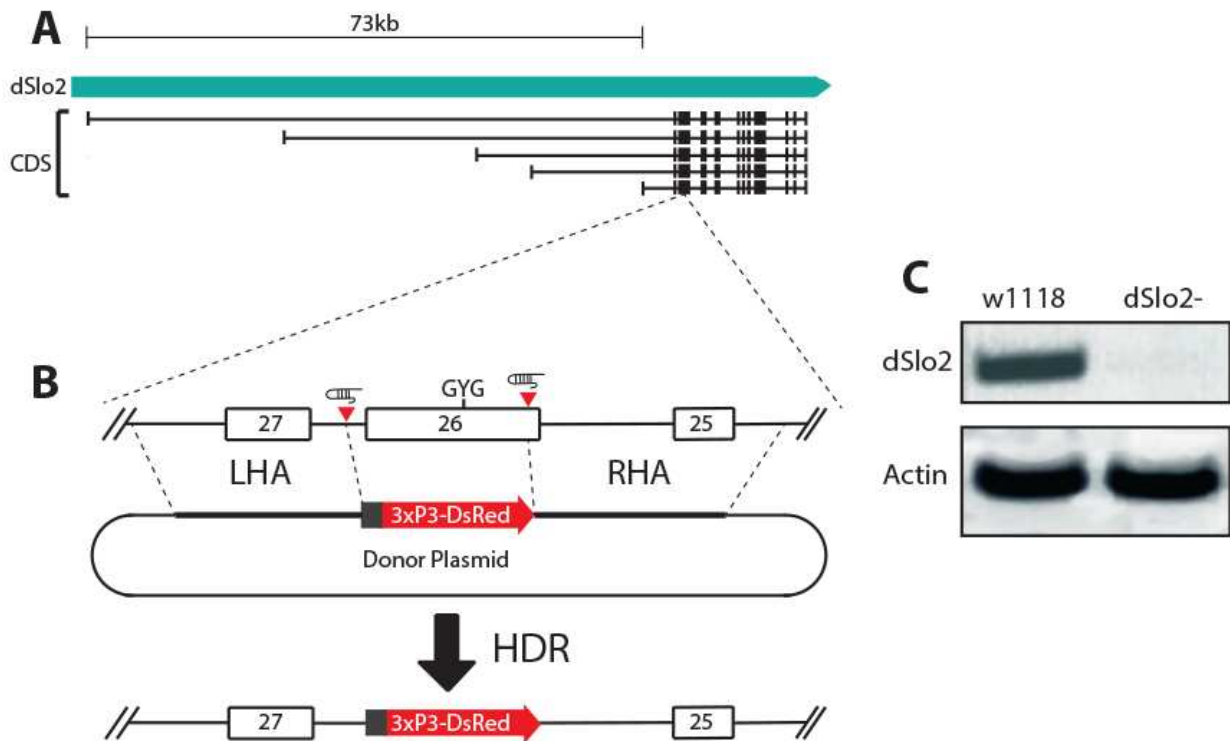 A
73kb
dSlo2
CDS
B
GYG
27
26
25
LHA
RHA
3xP3-DsRed
Donor Plasmid
HDR
27
3xP3-DsRed
25
C
w1118 dSlo2-
dSlo2
Actin